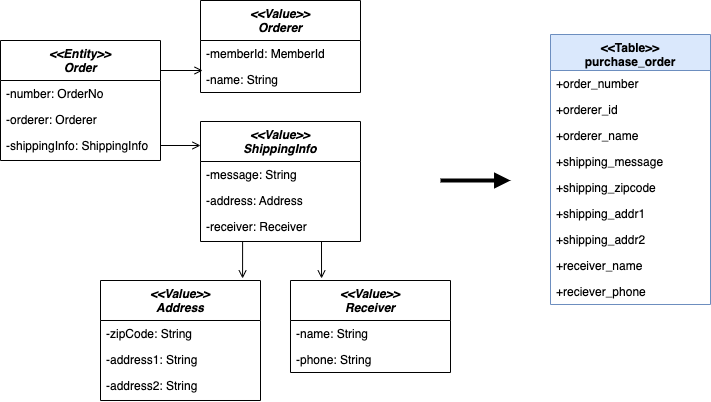 <<Entity>>
Order
-number: OrderNo
-orderer: Orderer
-shippingInfo: ShippingInfo
<<Value>>
Orderer
-memberId: MemberId
-name: String
<<Value>>
ShippingInfo
-message: String
-address: Address
-receiver: Receiver
<<Value>>
Address
-zipCode: String
-address1: String
-address2: String
<<Value>>
Receiver
-name: String
-phone: String
<<Table>>
purchase_order
+order_number
+orderer_id
+orderer_name
+shipping_message
+shipping_zipcode
+shipping_addr1
+shipping_addr2
+receiver_name
+reciever_phone